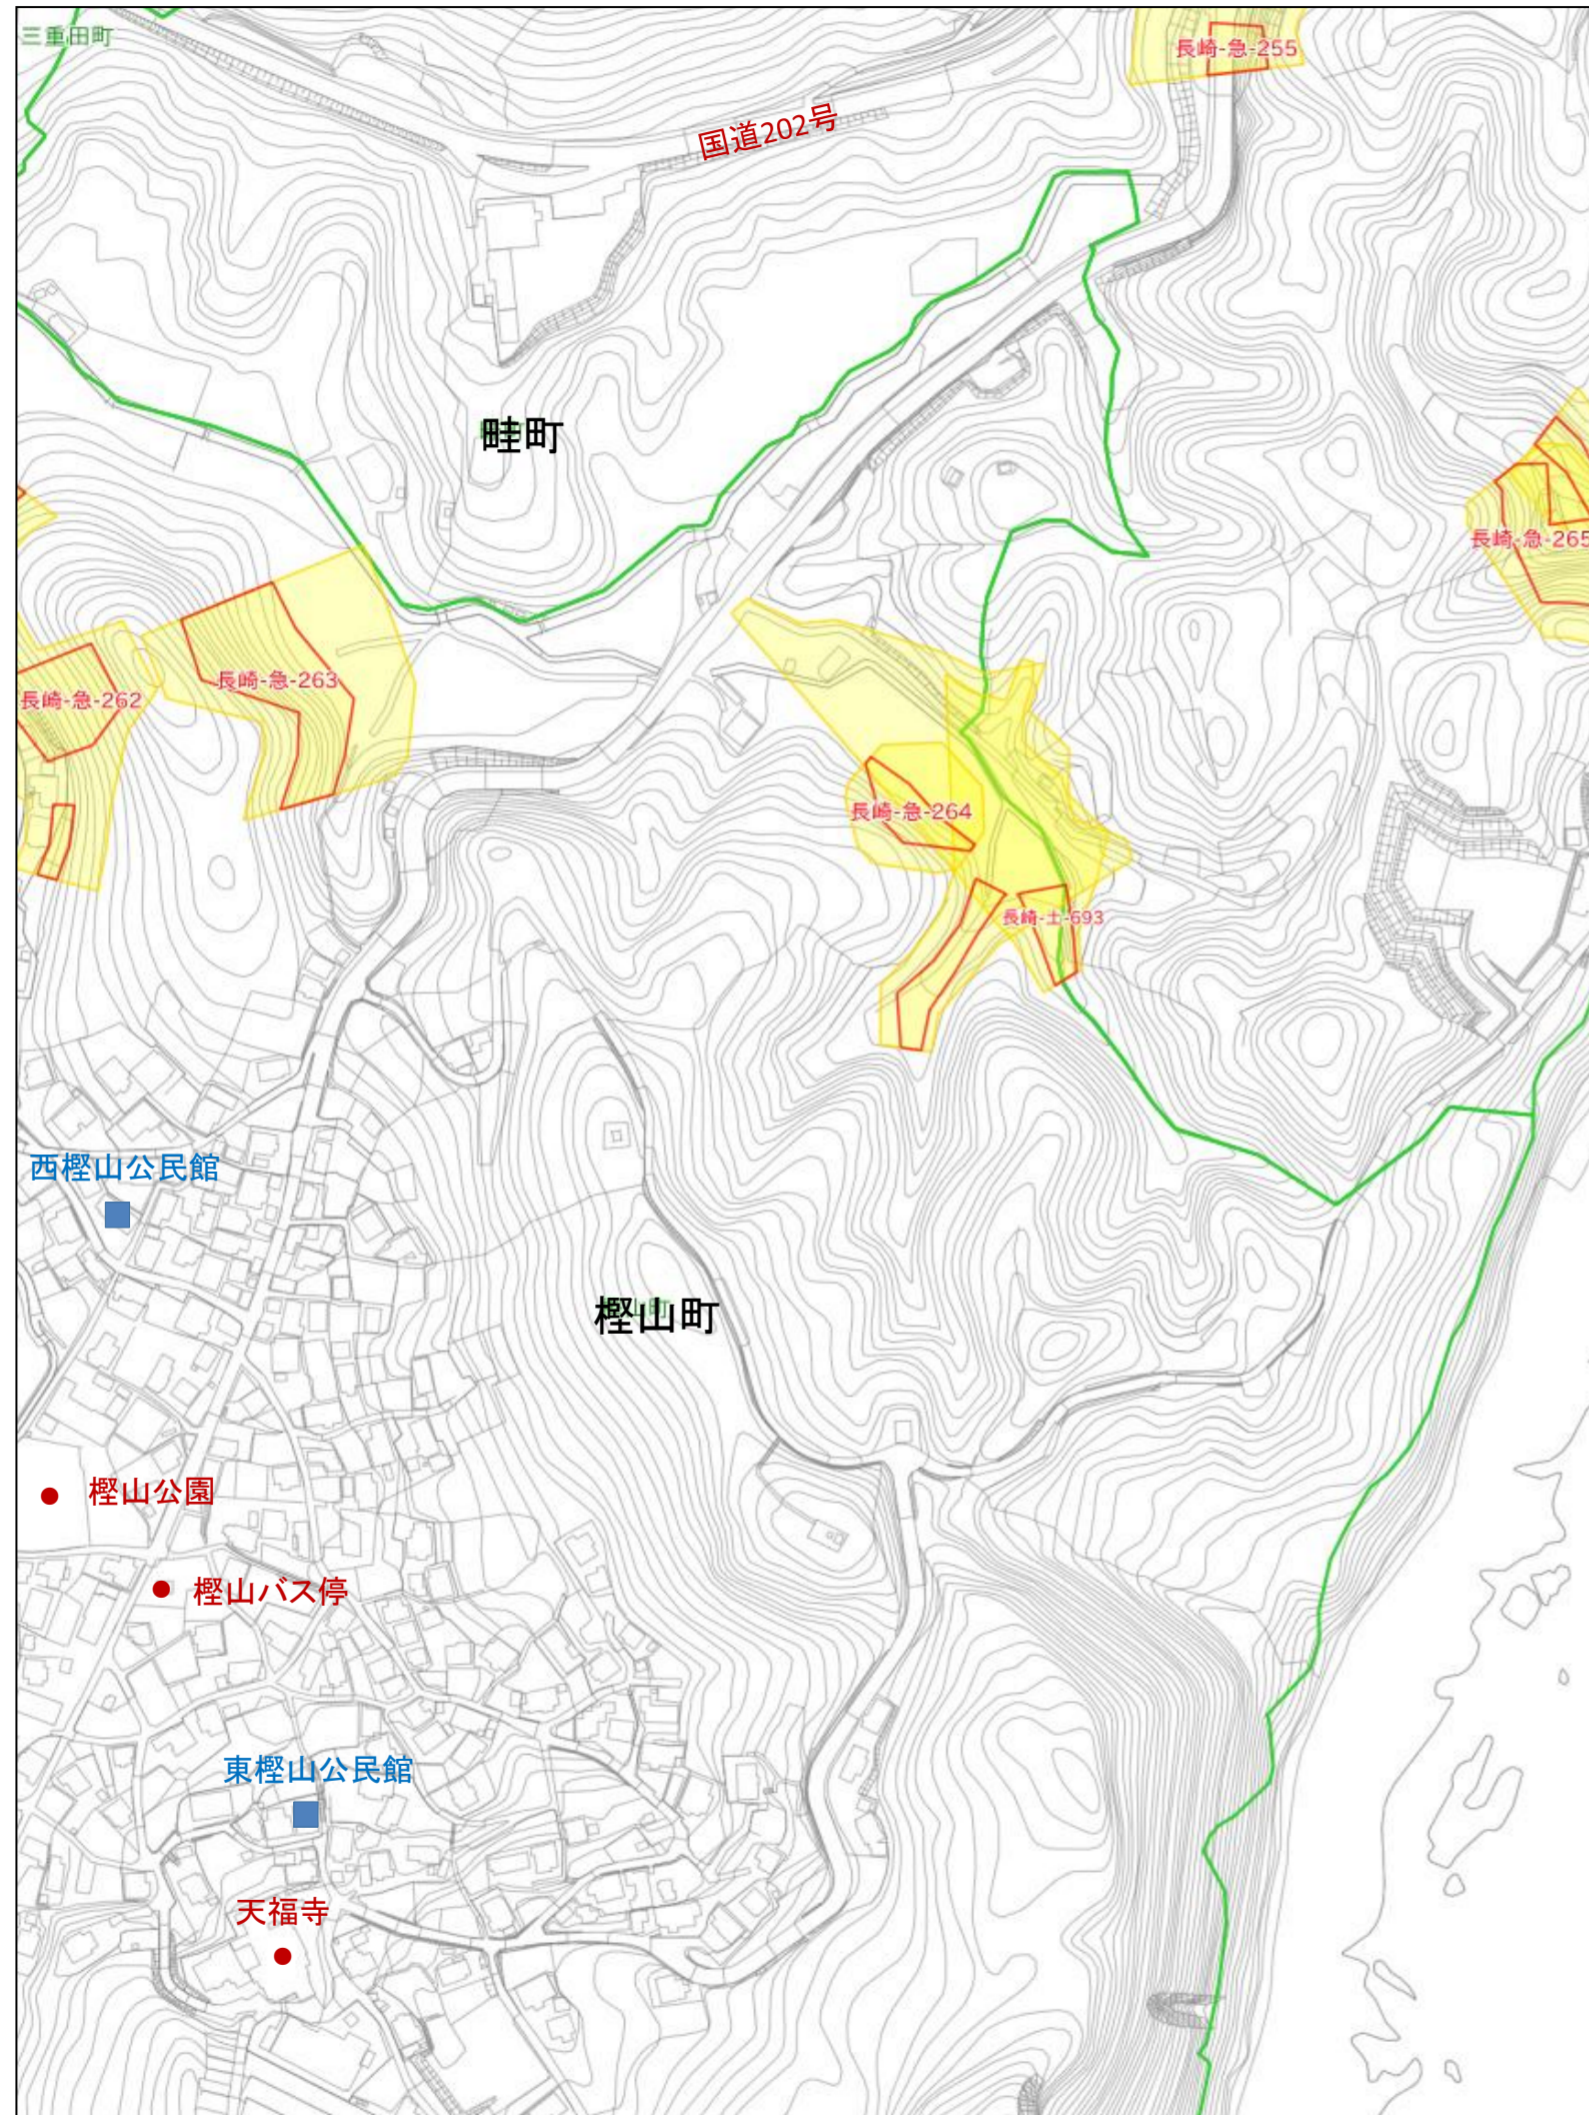 三重田町
長崎-急-255
国道202号
畦町
長崎-急-265
長崎-急-263
長崎-急-262
長崎-急-264
長崎-土-693
西樫山公民館
樫山町
樫山公園
樫山バス停
東樫山公民館
天福寺